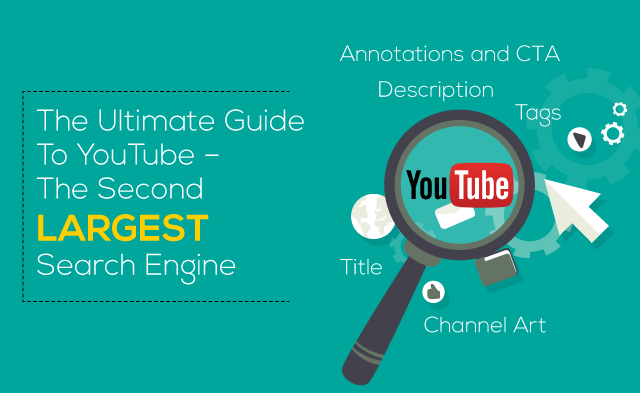 The Ultimate Guide
To YouTube –
The Second
LARGEST
Search Engine
Annotations and CTA
Description
Tags
YouTube
Title
Channel Art